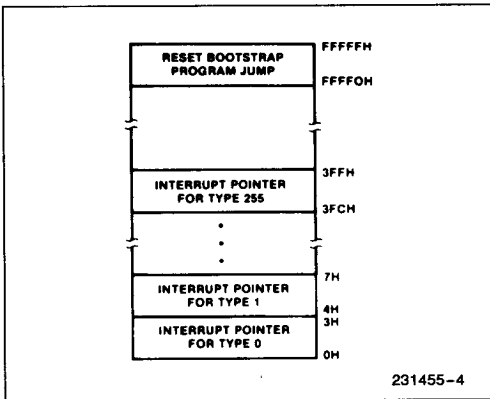 RESET BOOTSTRAP
PROGRAM JUMP
FFFFFH
FFFF0H
INTERRUPT POINTER
FOR TYPE 255
3FFH
3FCH
INTERRUPT POINTER
FOR TYPE 1
7H
4H
INTERRUPT POINTER
FOR TYPE 0
3H
0H
231455-4